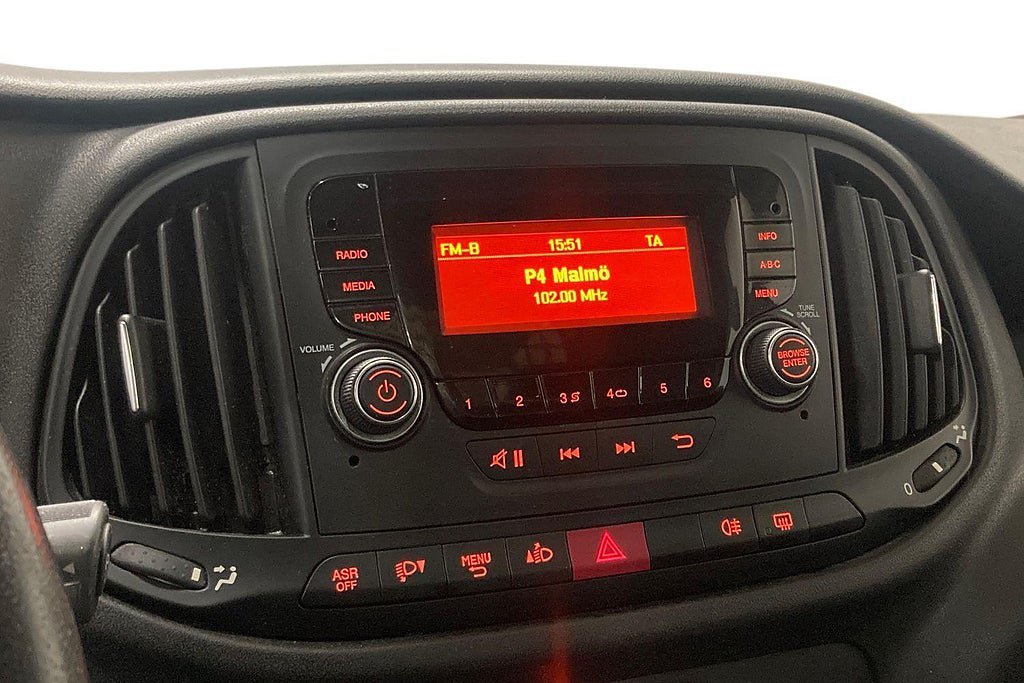 FM-B 15:51 TA
P4 Malmö
102.00 MHz
RADIO
MEDIA
PHONE
INFO
A·B·C
MENU
VOLUME
TUNE
SCROLL
BROWSE
ENTER
1 2 3 4 5 6
ASR
OFF
MENU
0